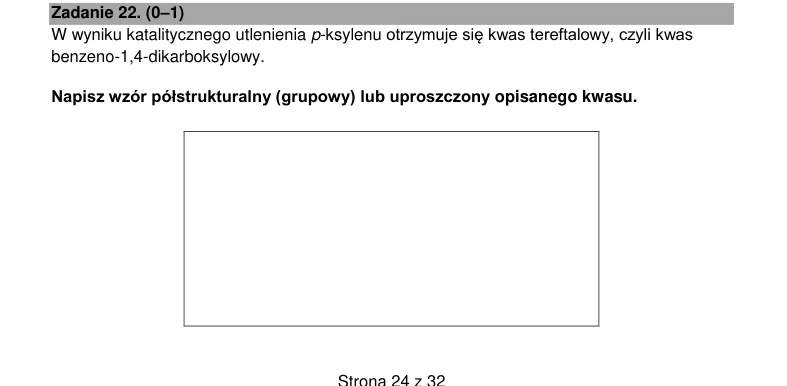 Zadanie 22. (0–1)
W wyniku katalitycznego utlenienia p-ksylenu otrzymuje się kwas tereftalowy, czyli kwas
benzeno-1,4-dikarboksylowy.
Napisz wzór półstrukturalny (grupowy) lub uproszczony opisanego kwasu.
Strona 24 z 32